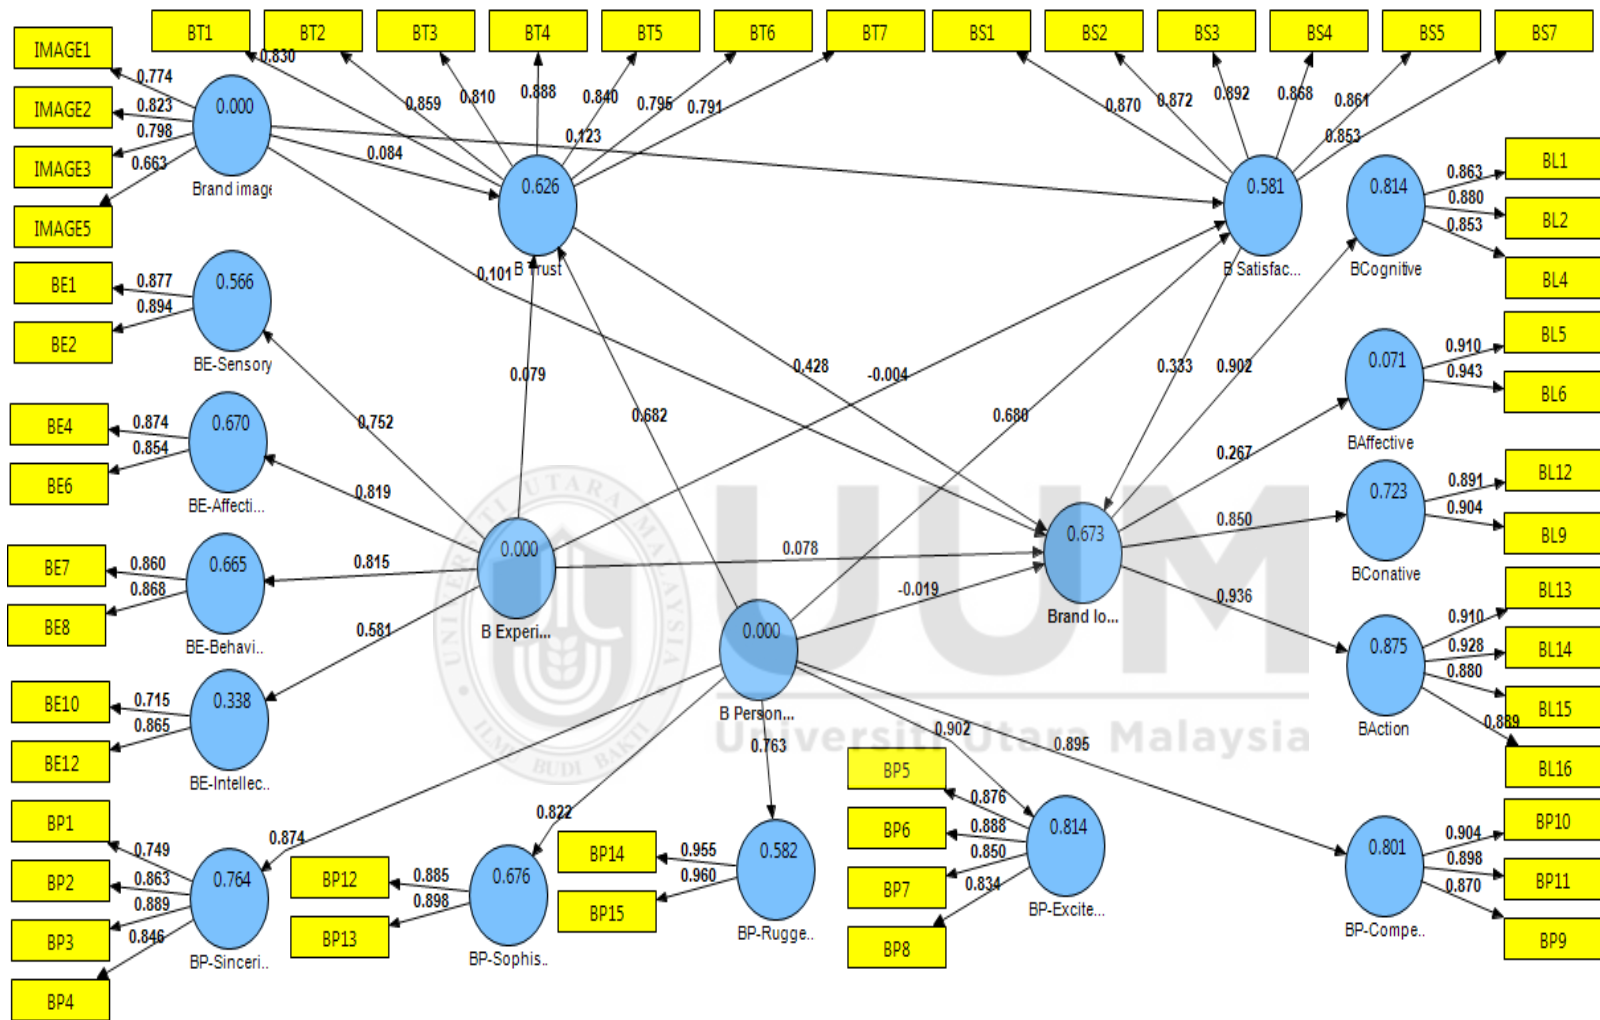 BT1
BT2
BT3
BT4
BT5
BT6
BT7
BS1
BS2
BS3
BS4
BS5
BS7
IMAGE1
IMAGE2
IMAGE3
IMAGE5
0.774
0.823
0.798
0.663
0.000
Brand image
0.830
0.859
0.810
0.888
0.840
0.795
0.791
0.626
B Trust
0.870
0.872
0.892
0.868
0.861
0.853
0.581
B Satisfac...
0.123
0.084
0.101
0.814
BCognitive
0.863
0.880
0.853
BL1
BL2
BL4
BE1
BE2
0.877
0.894
0.566
BE-Sensory
0.071
BAffective
0.910
0.943
BL5
BL6
0.079
0.752
0.682
0.428
-0.004
0.680
0.333
0.902
0.267
BE4
BE6
0.874
0.854
0.670
BE-Affecti...
0.819
0.723
BConative
0.891
0.904
BL12
BL9
0.850
BE7
BE8
0.860
0.868
0.665
BE-Behavi..
0.815
0.000
B Experi...
0.078
-0.019
0.673
Brand lo...
0.936
0.581
0.000
B Person...
0.875
BAction
0.910
0.928
0.880
0.889
BL13
BL14
BL15
BL16
BE10
BE12
0.715
0.865
0.338
BE-Intellec..
UNIVERSITI UTARA MALAYSIA
ILMU BUDI BAKTI
UUM
Universiti Utara Malaysia
0.874
0.822
0.763
0.902
0.895
BP1
BP2
BP3
BP4
0.749
0.863
0.889
0.846
0.764
BP-Sinceri..
BP12
BP13
0.885
0.898
0.676
BP-Sophis..
BP14
BP15
0.955
0.960
0.582
BP-Rugge..
BP5
BP6
BP7
BP8
0.876
0.888
0.850
0.834
0.814
BP-Excite...
0.801
BP-Compe..
0.904
0.898
0.870
BP10
BP11
BP9